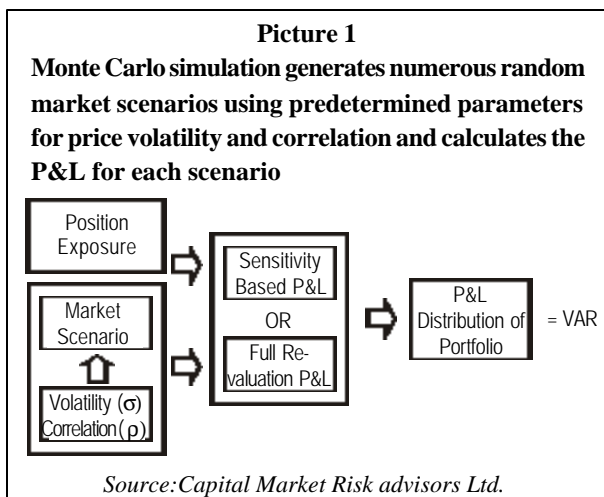 Picture 1
Monte Carlo simulation generates numerous random
market scenarios using predetermined parameters
for price volatility and correlation and calculates the
P&L for each scenario
Position
Exposure
Market
Scenario
Volatility (σ)
Correlation(ρ)
Sensitivity
Based P&L
OR
Full Re-
valuation P&L
P&L
Distribution of
Portfolio
= VAR
Source:Capital Market Risk advisors Ltd.